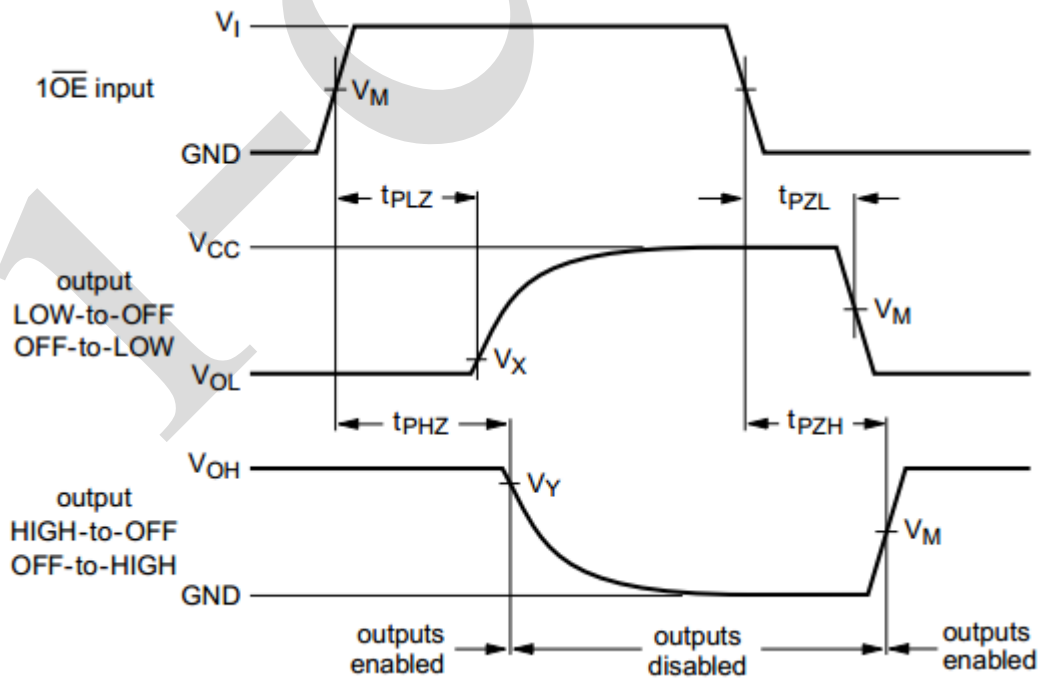 V_I
1O̅E̅ input
V_M
GND
t_PLZ
t_PZL
V_CC
output
LOW-to-OFF
OFF-to-LOW
V_M
V_X
V_OL
t_PHZ
t_PZH
V_OH
V_Y
output
HIGH-to-OFF
OFF-to-HIGH
V_M
GND
outputs
enabled
outputs
disabled
outputs
enabled